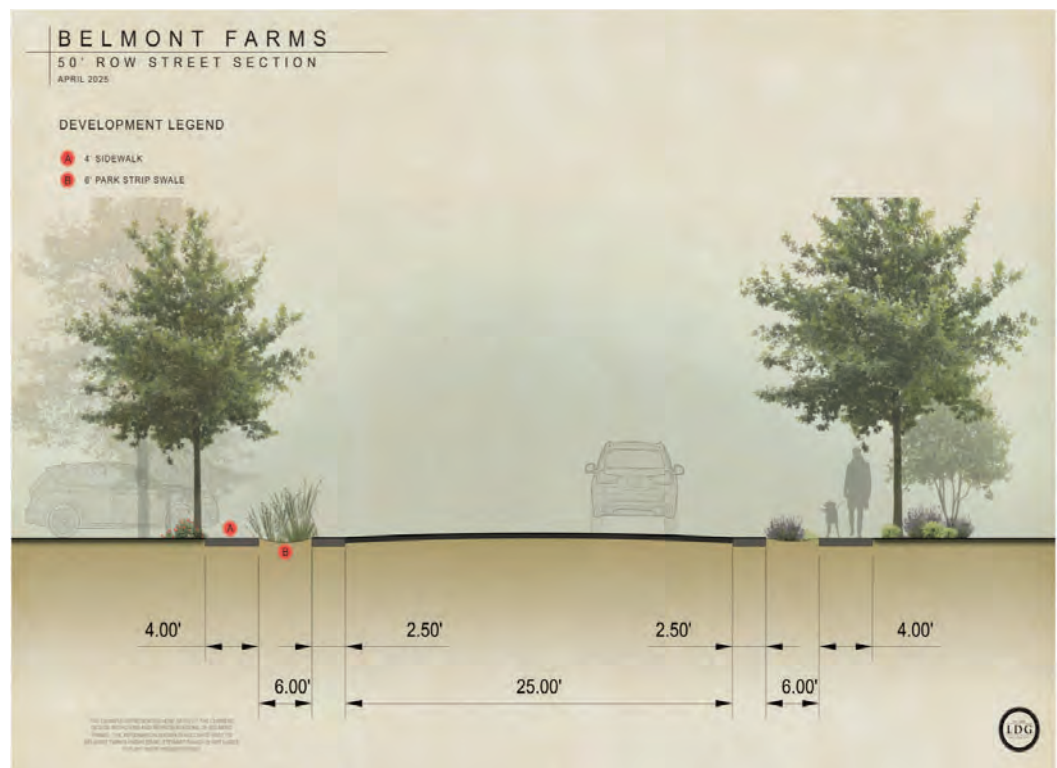 BELMONT FARMS
50' ROW STREET SECTION
APRIL 2025
DEVELOPMENT LEGEND
A 4' SIDEWALK
B 6' PARK STRIP SWALE
A
B
4.00' 2.50' 2.50' 4.00'
6.00' 25.00' 6.00'
LDG